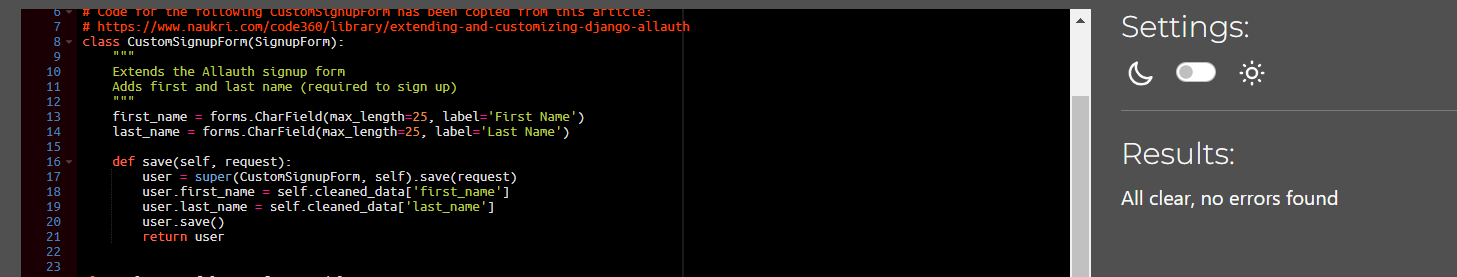 6 # Code for the following CustomSignupForm has been copied from this article:
7 # https://www.naukri.com/code360/library/extending-and-customizing-django-allauth
8 class CustomSignupForm(SignupForm):
9 """
10 Extends the Allauth signup form
11 Adds first and last name (required to sign up)
12 """
13 first_name = forms.CharField(max_length=25, label='First Name')
14 last_name = forms.CharField(max_length=25, label='Last Name')
15
16 def save(self, request):
17 user = super(CustomSignupForm, self).save(request)
18 user.first_name = self.cleaned_data['first_name']
19 user.last_name = self.cleaned_data['last_name']
20 user.save()
21 return user
22
23
Settings:
Results:
All clear, no errors found